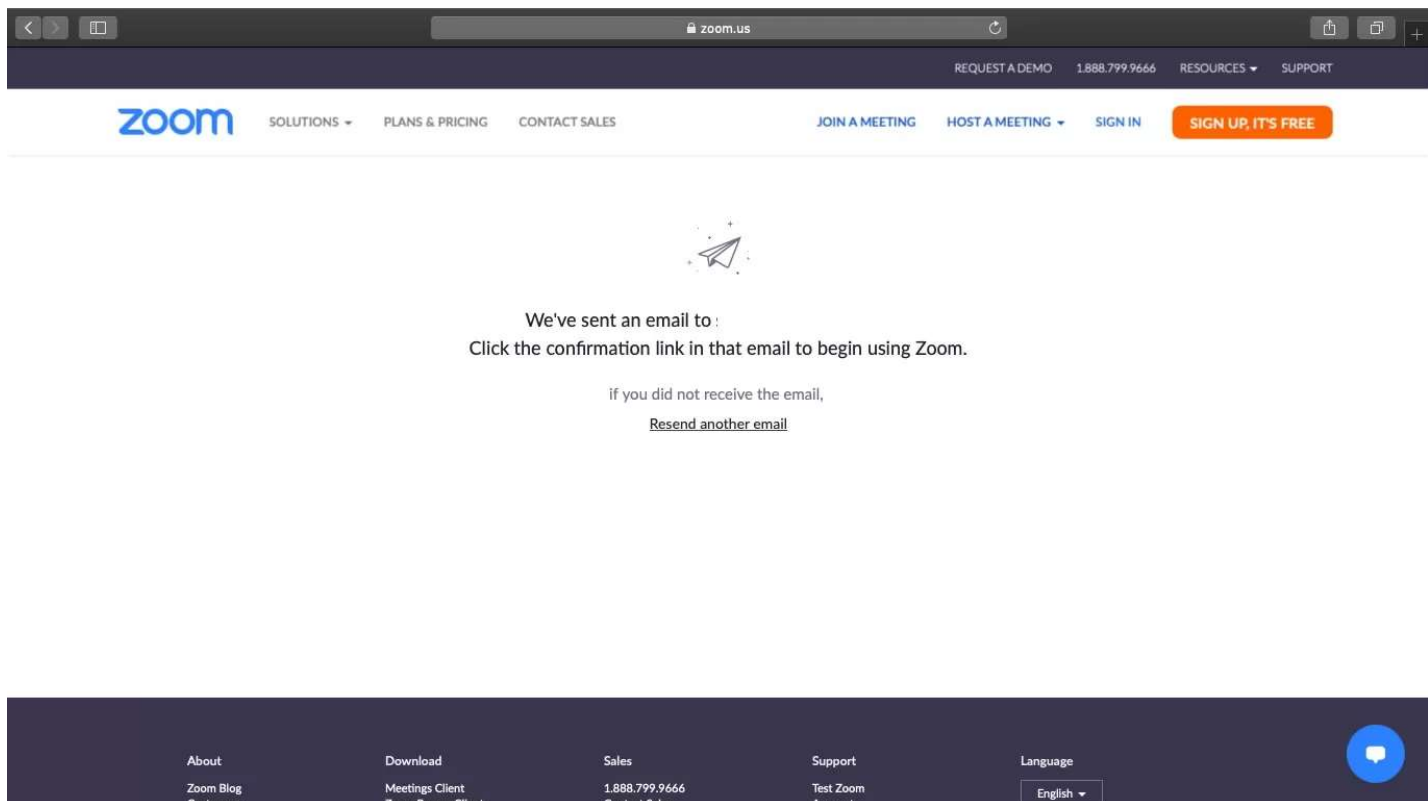 zoom.us
REQUEST A DEMO 1.888.799.9666 RESOURCES SUPPORT
zoom SOLUTIONS PLANS & PRICING CONTACT SALES JOIN A MEETING HOST A MEETING SIGN IN SIGN UP, IT'S FREE
We've sent an email to
Click the confirmation link in that email to begin using Zoom.
if you did not receive the email,
Resend another email
About Download Sales Support Language
Zoom Blog Meetings Client 1.888.799.9666 Test Zoom English